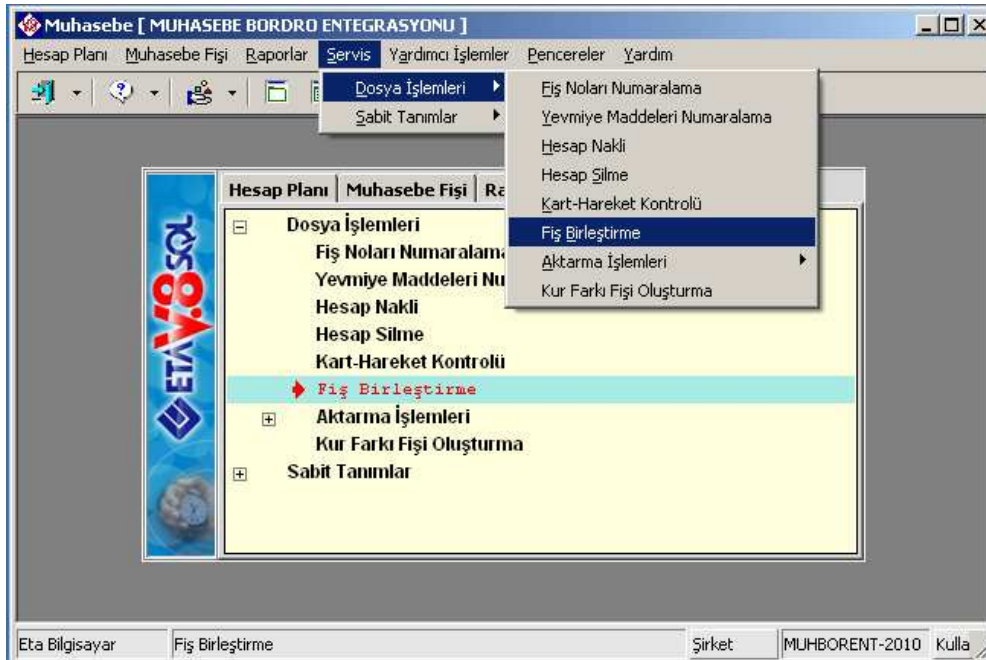 Muhasebe [ MUHASEBE BORDRO ENTEGRASYONU ]
Hesap Planı Muhasebe Fişi Raporlar Servis Yardımcı İşlemler Pencereler Yardım
Dosya İşlemleri
Sabit Tanımlar
Fiş Noları Numaralama
Yevmiye Maddeleri Numaralama
Hesap Nakli
Hesap Silme
Kart-Hareket Kontrolü
Fiş Birleştirme
Aktarma İşlemleri
Kur Farkı Fişi Oluşturma
ETA V.8 SQL
Hesap Planı Muhasebe Fişi Ra
Dosya İşlemleri
Fiş Noları Numaralama
Yevmiye Maddeleri Nu
Hesap Nakli
Hesap Silme
Kart-Hareket Kontrolü
Fiş Birleştirme
Aktarma İşlemleri
Kur Farkı Fişi Oluşturma
Sabit Tanımlar
Eta Bilgisayar Fiş Birleştirme Şirket MUHBORENT-2010 Kulla